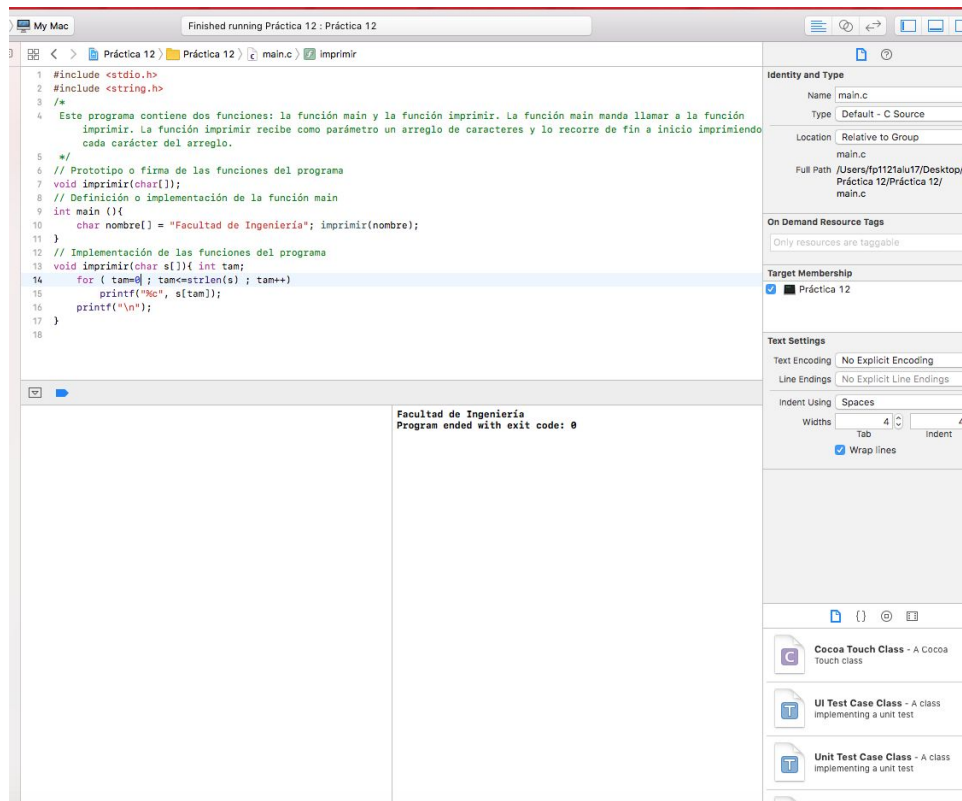 My Mac
Finished running Práctica 12 : Práctica 12
Práctica 12 〉 Práctica 12 〉 main.c 〉 imprimir
1 #include <stdio.h>
2 #include <string.h>
3 /*
4 Este programa contiene dos funciones: la función main y la función imprimir. La función main manda llamar a la función
imprimir. La función imprimir recibe como parámetro un arreglo de caracteres y lo recorre de fin a inicio imprimiendo
cada carácter del arreglo.
5 */
6 // Prototipo o firma de las funciones del programa
7 void imprimir(char[]);
8 // Definición o implementación de la función main
9 int main (){
10 char nombre[] = "Facultad de Ingeniería"; imprimir(nombre);
11 }
12 // Implementación de las funciones del programa
13 void imprimir(char s[]){ int tam;
14 for ( tam=0 ; tam<=strlen(s) ; tam++)
15 printf("%c", s[tam]);
16 printf("\n");
17 }
18
Facultad de Ingeniería
Program ended with exit code: 0
Identity and Type
Name main.c
Type Default - C Source
Location Relative to Group
main.c
Full Path /Users/fp1121alu17/Desktop/
Práctica 12/Práctica 12/
main.c
On Demand Resource Tags
Only resources are taggable
Target Membership
Práctica 12
Text Settings
Text Encoding No Explicit Encoding
Line Endings No Explicit Line Endings
Indent Using Spaces
Widths 4 4
Tab Indent
Wrap lines
{}
C
Cocoa Touch Class - A Cocoa
Touch class
T
UI Test Case Class - A class
implementing a unit test
T
Unit Test Case Class - A class
implementing a unit test